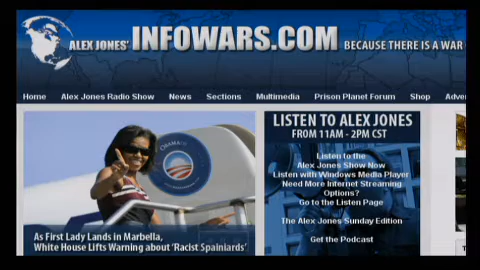 ALEX JONES' INFOWARS.COM BECAUSE THERE IS A WAR
Home Alex Jones Radio Show News Sections Multimedia Prison Planet Forum Shop
OBAMA
As First Lady Lands in Marbella,
White House Lifts Warning about ‘Racist Spainiards’
LISTEN TO ALEX JONES
FROM 11AM - 2PM CST
Listen to the
Alex Jones Show Now
Listen with Windows Media Player
Need More Internet Streaming
Options?
Go to the Listen Page
The Alex Jones Sunday Edition
Get the Podcast